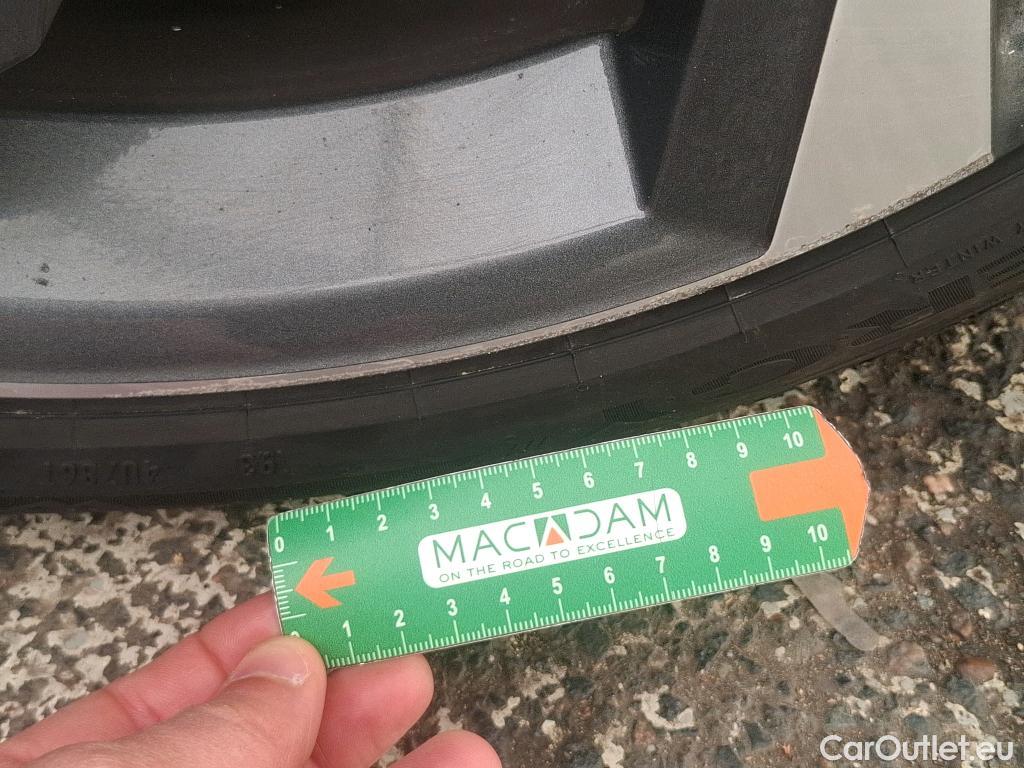 WINTER
0 1 2 3 4 5 6 7 8 9 10
MACADAM
ON THE ROAD TO EXCELLENCE
1 2 3 4 5 6 7 8 9 10
CarOutlet.eu